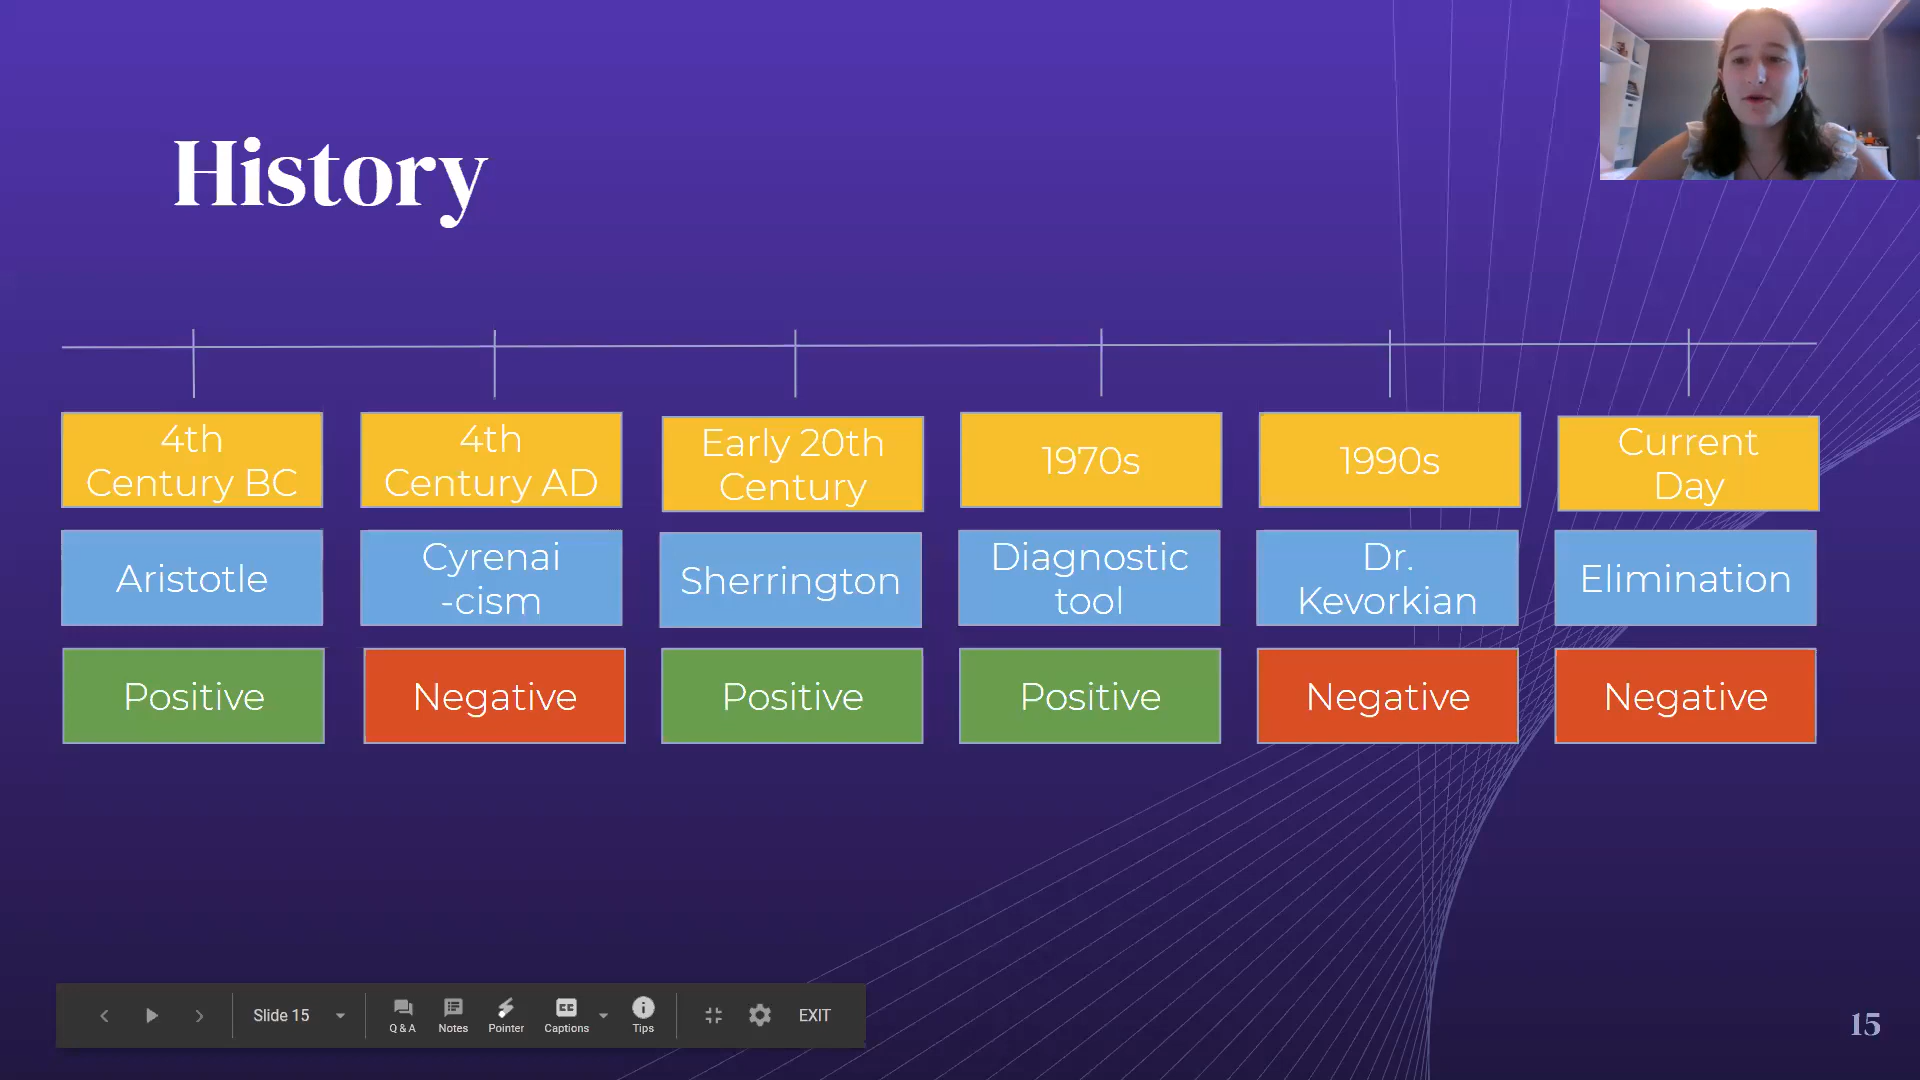 History
4th
Century BC
4th
Century AD
Early 20th
Century
1970s
1990s
Current
Day
Aristotle
Cyrenai
-cism
Sherrington
Diagnostic
tool
Dr.
Kevorkian
Elimination
Positive
Negative
Positive
Positive
Negative
Negative
Slide 15
Q & A
Notes
Pointer
CC
Captions
Tips
EXIT
15